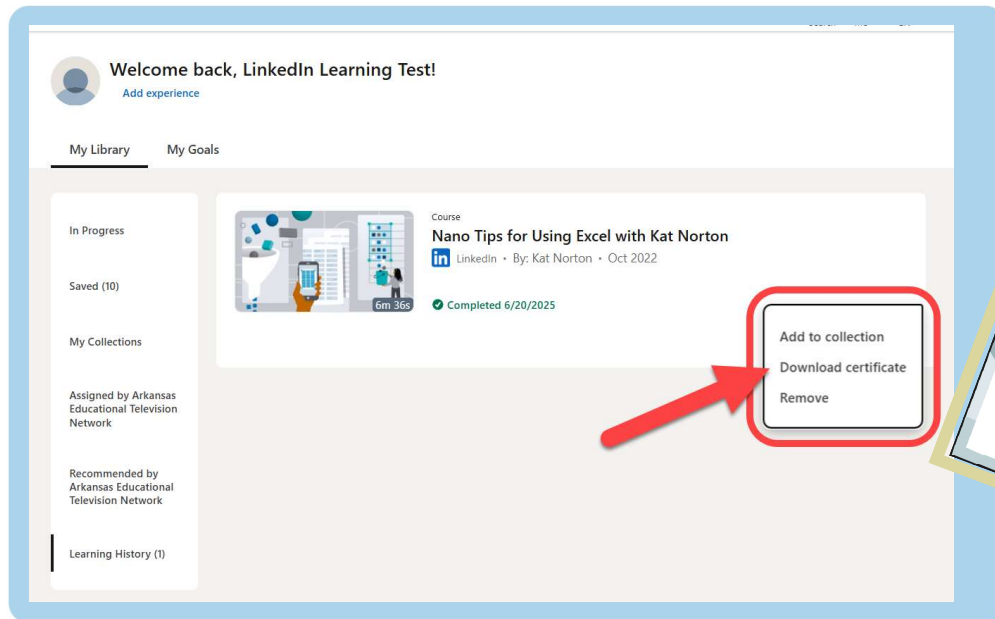 Welcome back, LinkedIn Learning Test!
Add experience
My Library
My Goals
In Progress
Saved (10)
My Collections
Assigned by Arkansas
Educational Television
Network
Recommended by
Arkansas Educational
Television Network
Learning History (1)
6m 36s
Course
Nano Tips for Using Excel with Kat Norton
in LinkedIn • By: Kat Norton • Oct 2022
Completed 6/20/2025
Add to collection
Download certificate
Remove